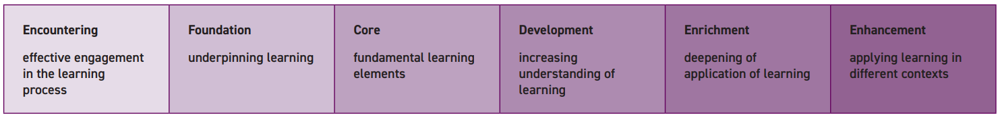 Encountering
effective engagement
in the learning
process
Foundation
underpinning learning
Core
fundamental learning
elements
Development
increasing
understanding of
learning
Enrichment
deepening of
application of learning
Enhancement
applying learning in
different contexts